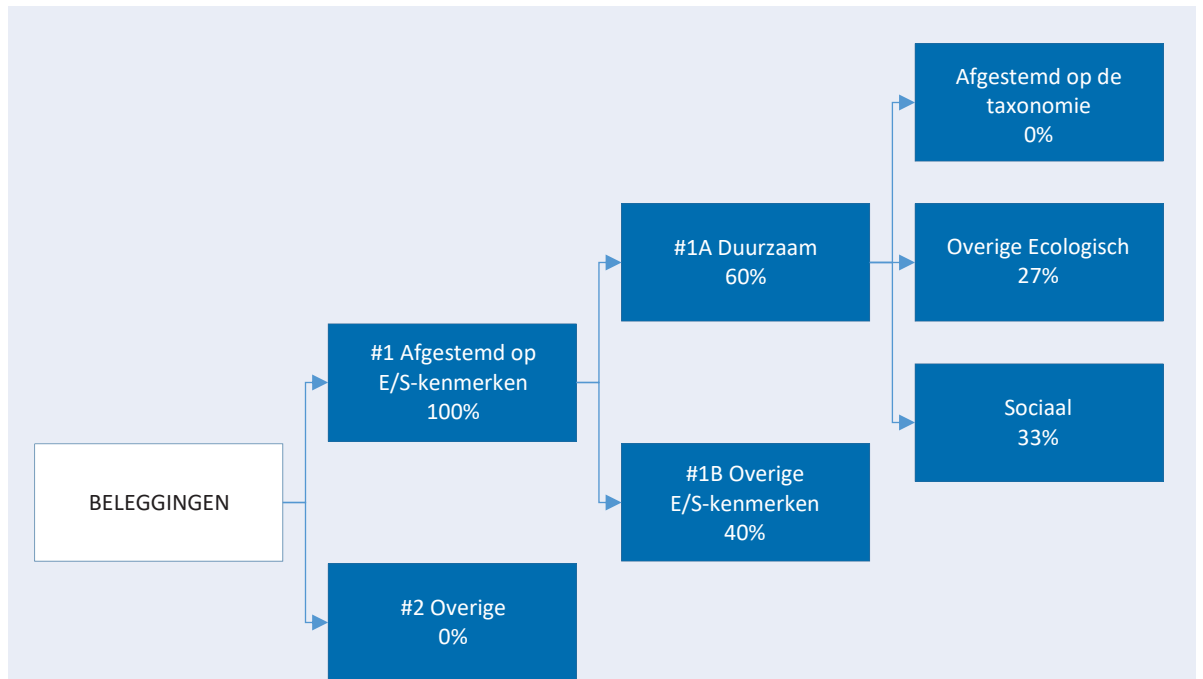 BELEGGINGEN
#1 Afgestemd op
E/S-kenmerken
100%
#2 Overige
0%
#1A Duurzaam
60%
#1B Overige
E/S-kenmerken
40%
Afgestemd op de
taxonomie
0%
Overige Ecologisch
27%
Sociaal
33%